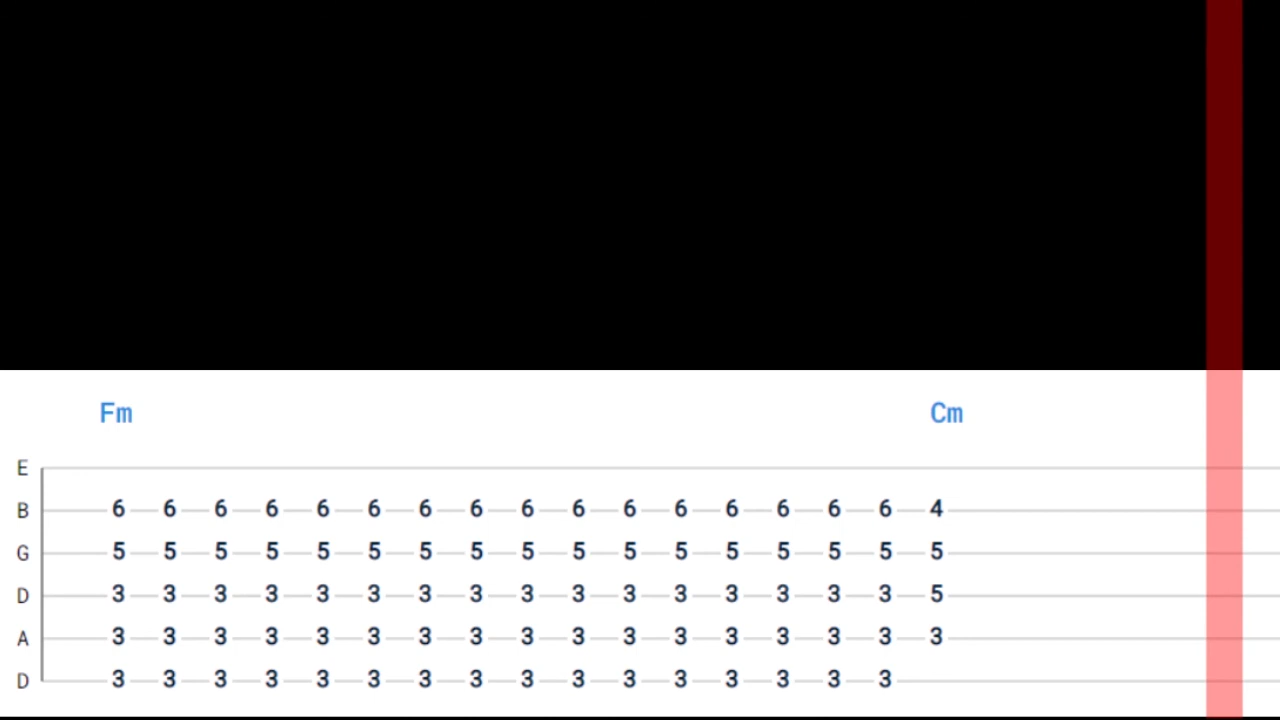 Fm Cm
E
B 6 6 6 6 6 6 6 6 6 6 6 6 6 6 6 6 4
G 5 5 5 5 5 5 5 5 5 5 5 5 5 5 5 5 5
D 3 3 3 3 3 3 3 3 3 3 3 3 3 3 3 3 5
A 3 3 3 3 3 3 3 3 3 3 3 3 3 3 3 3 3
D 3 3 3 3 3 3 3 3 3 3 3 3 3 3 3 3